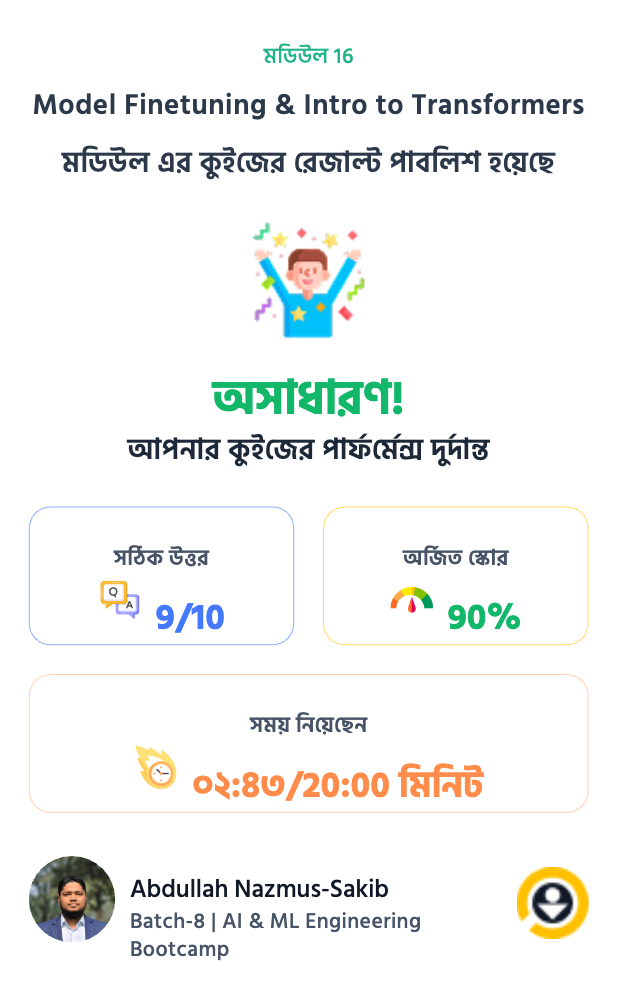 মডিউল 16
Model Finetuning & Intro to Transformers
মডিউল এর কুইজের রেজাল্ট পাবলিশ হয়েছে
অসাধারণ!
আপনার কুইজের পার্ফর্মেন্স দুর্দান্ত
সঠিক উত্তর
Q
A
9/10
অর্জিত স্কোর
90%
সময় নিয়েছেন
০২:৪৩/20:00 মিনিট
Abdullah Nazmus-Sakib
Batch-8 | AI & ML Engineering
Bootcamp